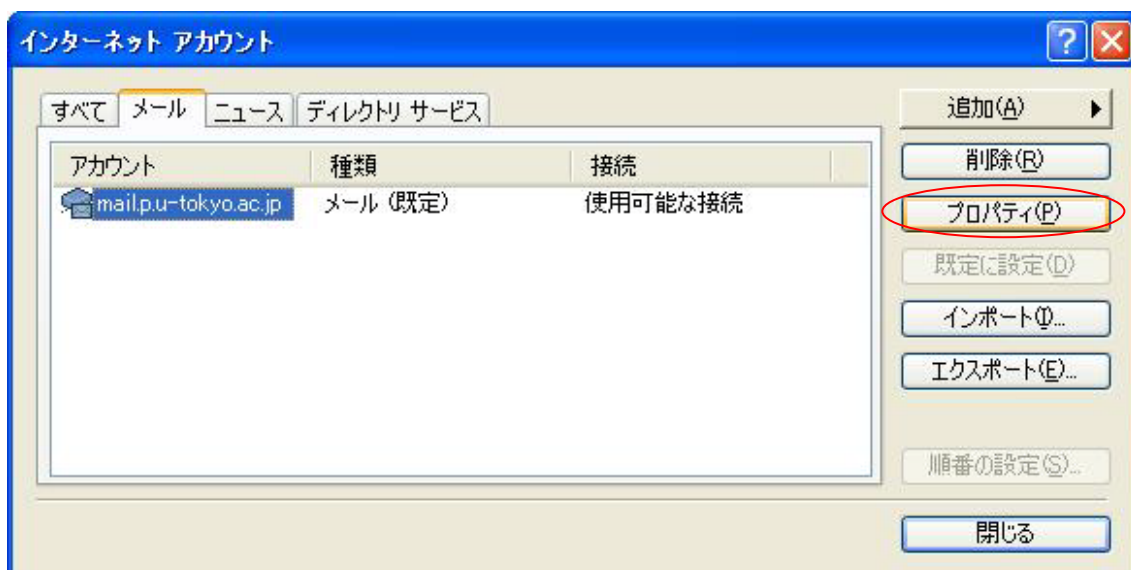 インターネット アカウント
すべて メール ニュース ディレクトリ サービス
アカウント 種類 接続
mail.p.u-tokyo.ac.jp メール (既定) 使用可能な接続
追加(A)
削除(R)
プロパティ(P)
既定に設定(D)
インポート(I)...
エクスポート(E)...
順番の設定(S)...
閉じる